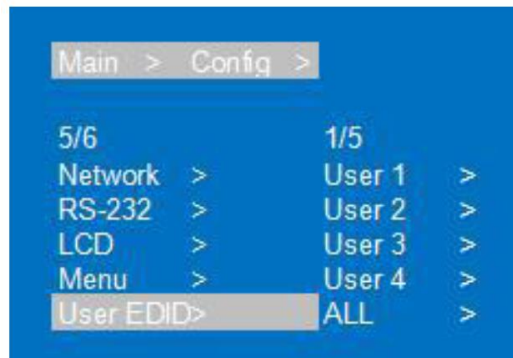 Main > Config >
5/6 1/5
Network > User 1 >
RS-232 > User 2 >
LCD > User 3 >
Menu > User 4 >
User EDID> ALL >